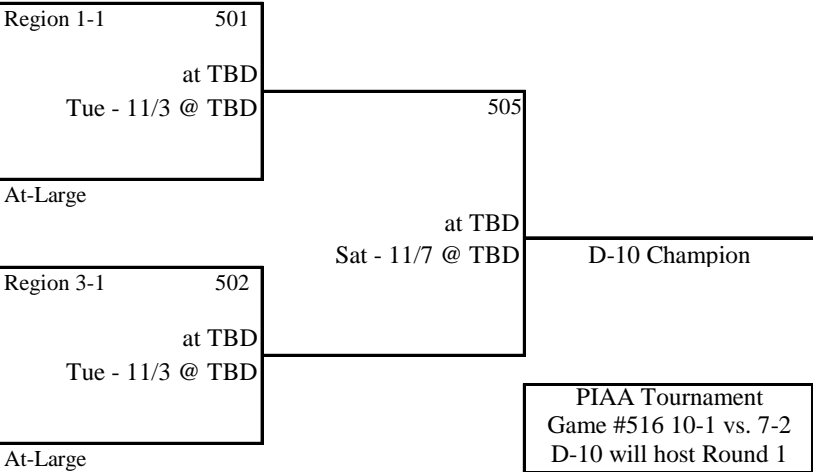 Region 1-1 501
at TBD
Tue - 11/3 @ TBD
505
At-Large
at TBD
Sat - 11/7 @ TBD
D-10 Champion
Region 3-1 502
at TBD
Tue - 11/3 @ TBD
PIAA Tournament
Game #516 10-1 vs. 7-2
D-10 will host Round 1
At-Large